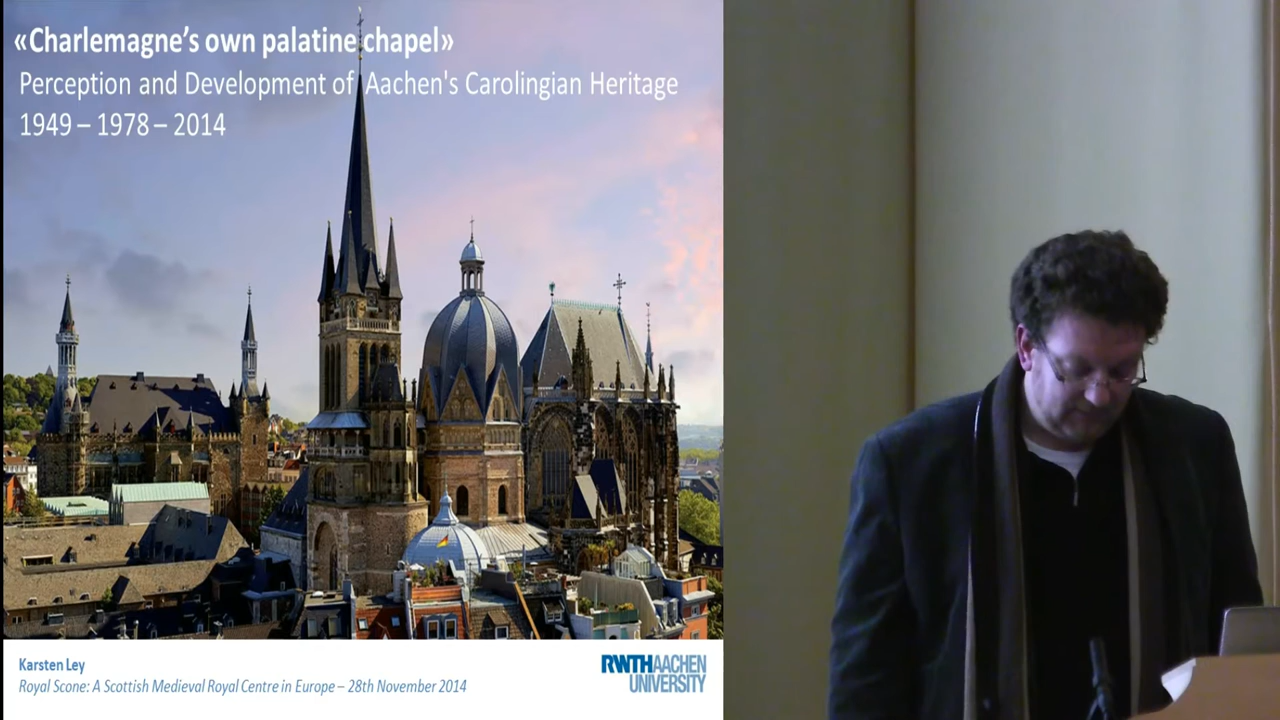 «Charlemagne's own palatine chapel»
Perception and Development of Aachen's Carolingian Heritage
1949 – 1978 – 2014
Karsten Ley
Royal Scone: A Scottish Medieval Royal Centre in Europe – 28th November 2014
RWTHAACHEN
UNIVERSITY